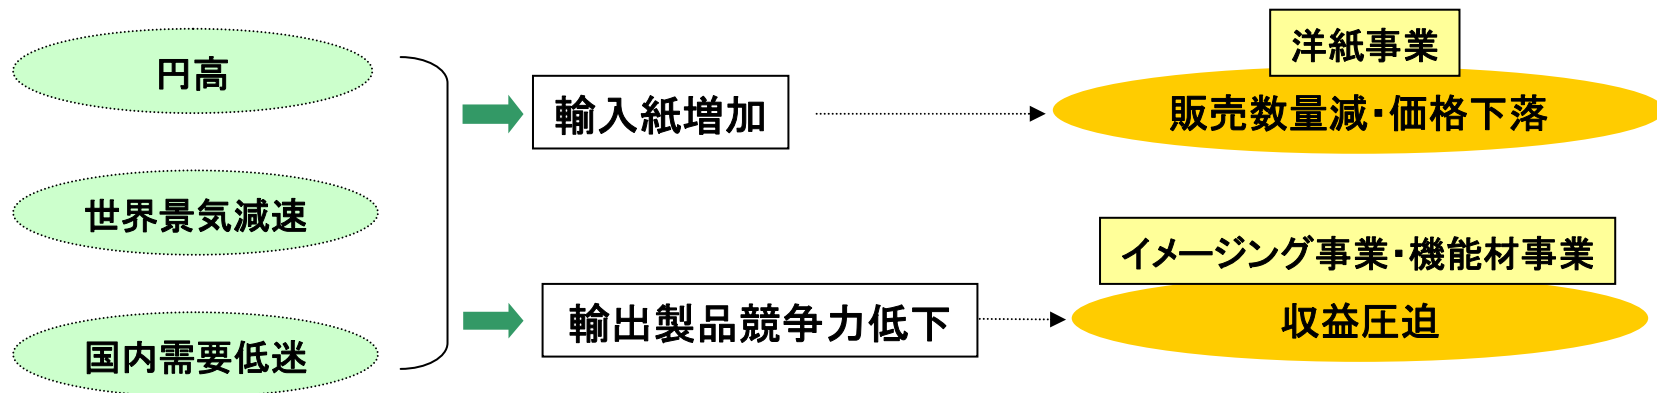 円高
世界景気減速
国内需要低迷
輸入紙増加
輸出製品競争力低下
洋紙事業
販売数量減・価格下落
イメージング事業・機能材事業
収益圧迫